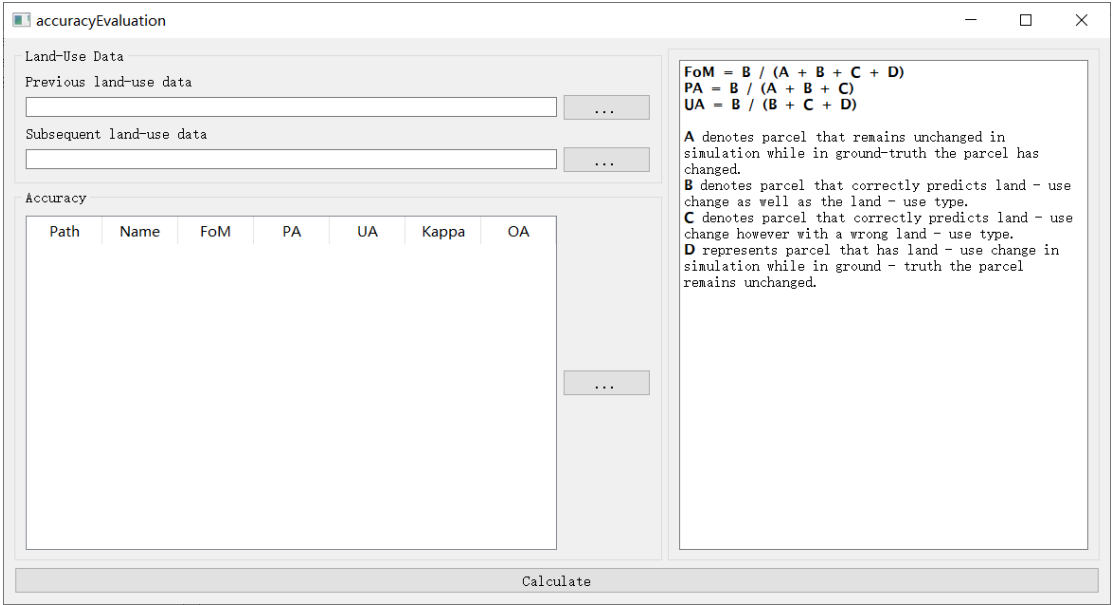 accuracyEvaluation
Land-Use Data
Previous land-use data
...
Subsequent land-use data
...
Accuracy
Path Name FoM PA UA Kappa OA
...
FoM = B / (A + B + C + D)
PA = B / (A + B + C)
UA = B / (B + C + D)
A denotes parcel that remains unchanged in
simulation while in ground-truth the parcel has
changed.
B denotes parcel that correctly predicts land - use
change as well as the land - use type.
C denotes parcel that correctly predicts land - use
change however with a wrong land - use type.
D represents parcel that has land - use change in
simulation while in ground - truth the parcel
remains unchanged.
Calculate